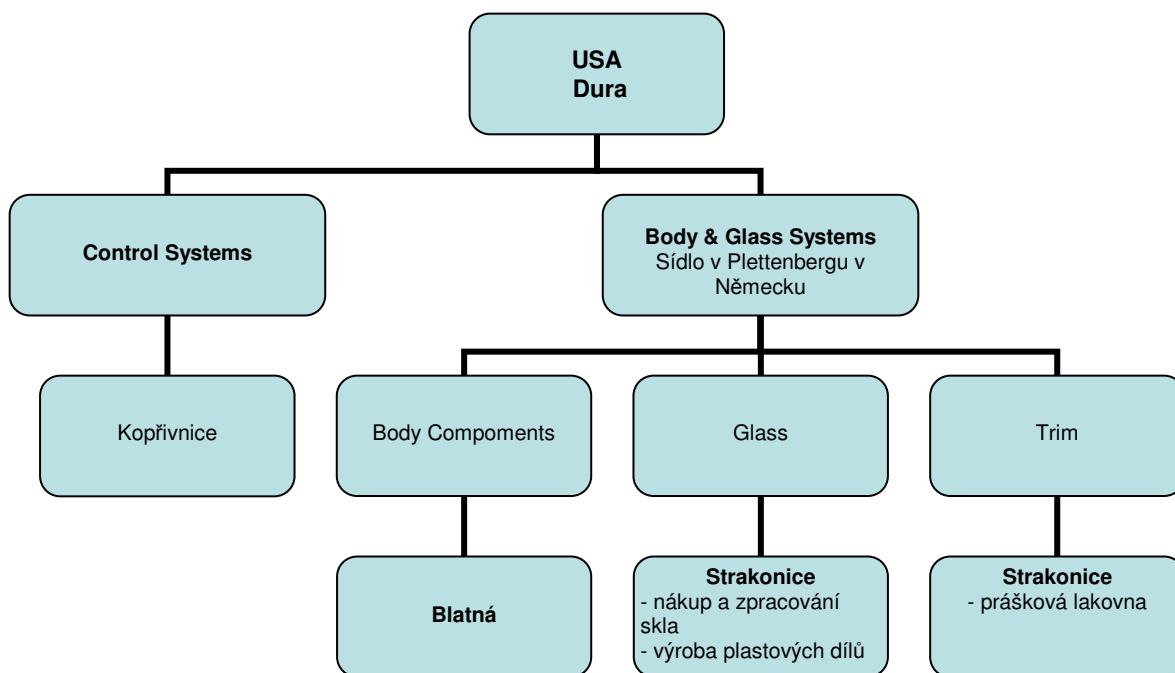 USA
Dura
Control Systems
Body & Glass Systems
Sídlo v Plettenbergu v
Německu
Kopřivnice
Body Compoments
Glass
Trim
Blatná
Strakonice
- nákup a zpracování
skla
- výroba plastových dílů
Strakonice
- prášková lakovna